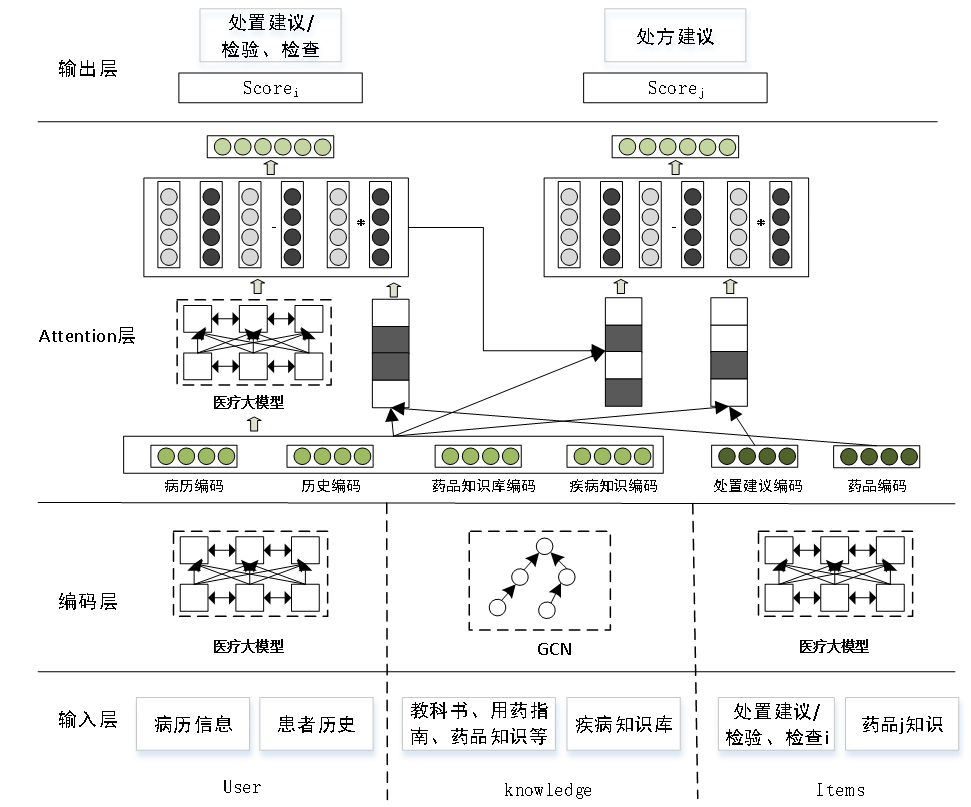 处置建议/
检验、检查
处方建议
输出层
Scorei
Scorej
-
*
-
*
Attention层
医疗大模型
病历编码
历史编码
药品知识库编码
疾病知识编码
处置建议编码
药品编码
编码层
医疗大模型
GCN
医疗大模型
输入层
病历信息
患者历史
教科书、用药指
南、药品知识等
疾病知识库
处置建议/
检验、检查i
药品j知识
User
knowledge
Items